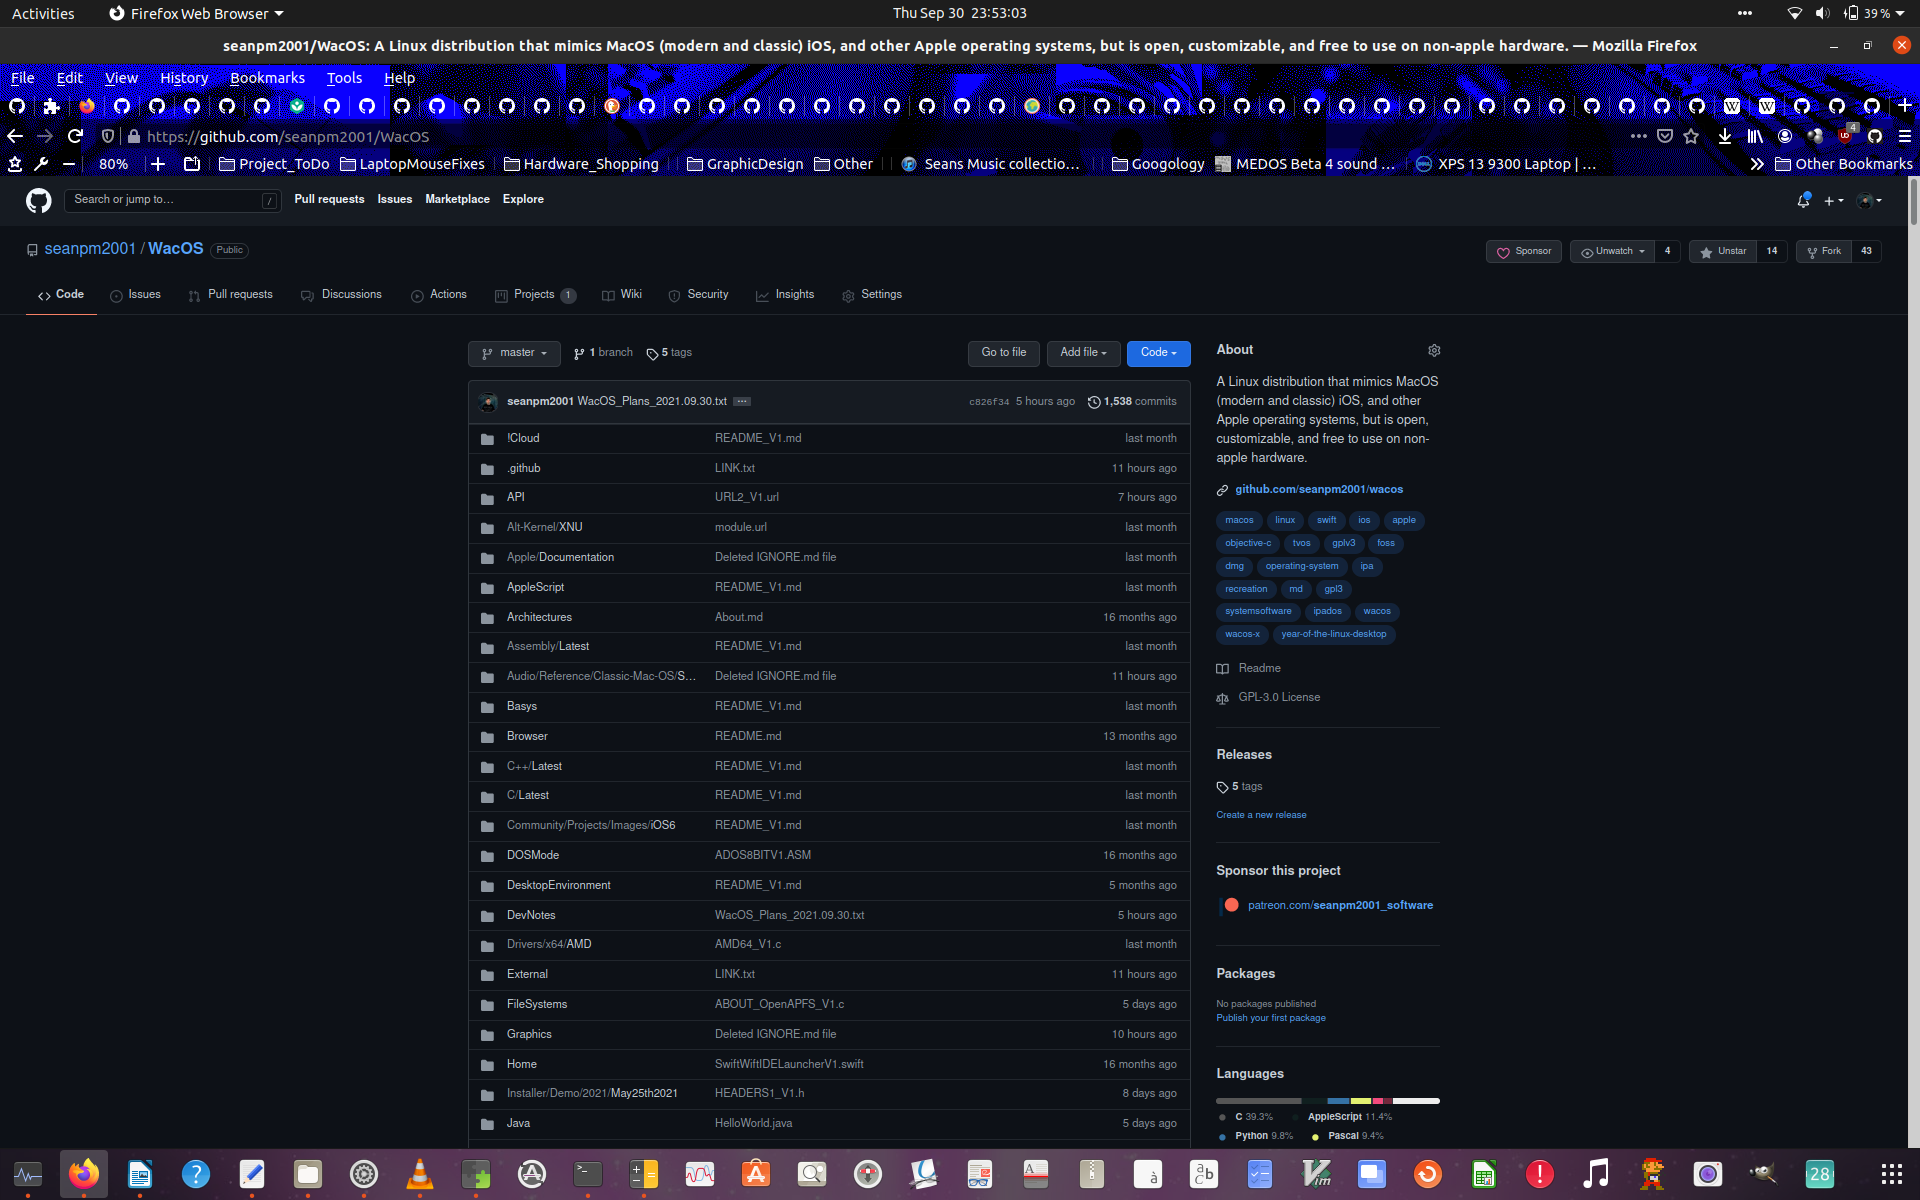 Activities Firefox Web Browser Thu Sep 30 23:53:03 39 %
seanpm2001/WacOS: A Linux distribution that mimics MacOS (modern and classic) iOS, and other Apple operating systems, but is open, customizable, and free to use on non-apple hardware. — Mozilla Firefox
File Edit View History Bookmarks Tools Help
https://github.com/seanpm2001/WacOS 4
80% Project_ToDo LaptopMouseFixes Hardware_Shopping GraphicDesign Other Seans Music collectio… Googology MEDOS Beta 4 sound … XPS 13 9300 Laptop | … Other Bookmarks
Search or jump to… / Pull requests Issues Marketplace Explore
seanpm2001 / WacOS Public Sponsor Unwatch 4 Unstar 14 Fork 43
Code Issues Pull requests Discussions Actions Projects 1 Wiki Security Insights Settings
master 1 branch 5 tags Go to file Add file Code
seanpm2001 WacOS_Plans_2021.09.30.txt ··· c826f34 5 hours ago 1,538 commits
!Cloud README_V1.md last month
.github LINK.txt 11 hours ago
API URL2_V1.url 7 hours ago
Alt-Kernel/XNU module.url last month
Apple/Documentation Deleted IGNORE.md file last month
AppleScript README_V1.md last month
Architectures About.md 16 months ago
Assembly/Latest README_V1.md last month
Audio/Reference/Classic-Mac-OS/S… Deleted IGNORE.md file 11 hours ago
Basys README_V1.md last month
Browser README.md 13 months ago
C++/Latest README_V1.md last month
C/Latest README_V1.md last month
Community/Projects/Images/iOS6 README_V1.md last month
DOSMode ADOS8BITV1.ASM 16 months ago
DesktopEnvironment README_V1.md 5 months ago
DevNotes WacOS_Plans_2021.09.30.txt 5 hours ago
Drivers/x64/AMD AMD64_V1.c last month
External LINK.txt 11 hours ago
FileSystems ABOUT_OpenAPFS_V1.c 5 days ago
Graphics Deleted IGNORE.md file 10 hours ago
Home SwiftWiftIDELauncherV1.swift 16 months ago
Installer/Demo/2021/May25th2021 HEADERS1_V1.h 8 days ago
Java HelloWorld.java 5 days ago
About
A Linux distribution that mimics MacOS
(modern and classic) iOS, and other
Apple operating systems, but is open,
customizable, and free to use on non-
apple hardware.
github.com/seanpm2001/wacos
macos linux swift ios apple
objective-c tvos gplv3 foss
dmg operating-system ipa
recreation md gpl3
systemsoftware ipados wacos
wacos-x year-of-the-linux-desktop
Readme
GPL-3.0 License
Releases
5 tags
Create a new release
Sponsor this project
patreon.com/seanpm2001_software
Packages
No packages published
Publish your first package
Languages
C 39.3% AppleScript 11.4%
Python 9.8% Pascal 9.4%
28